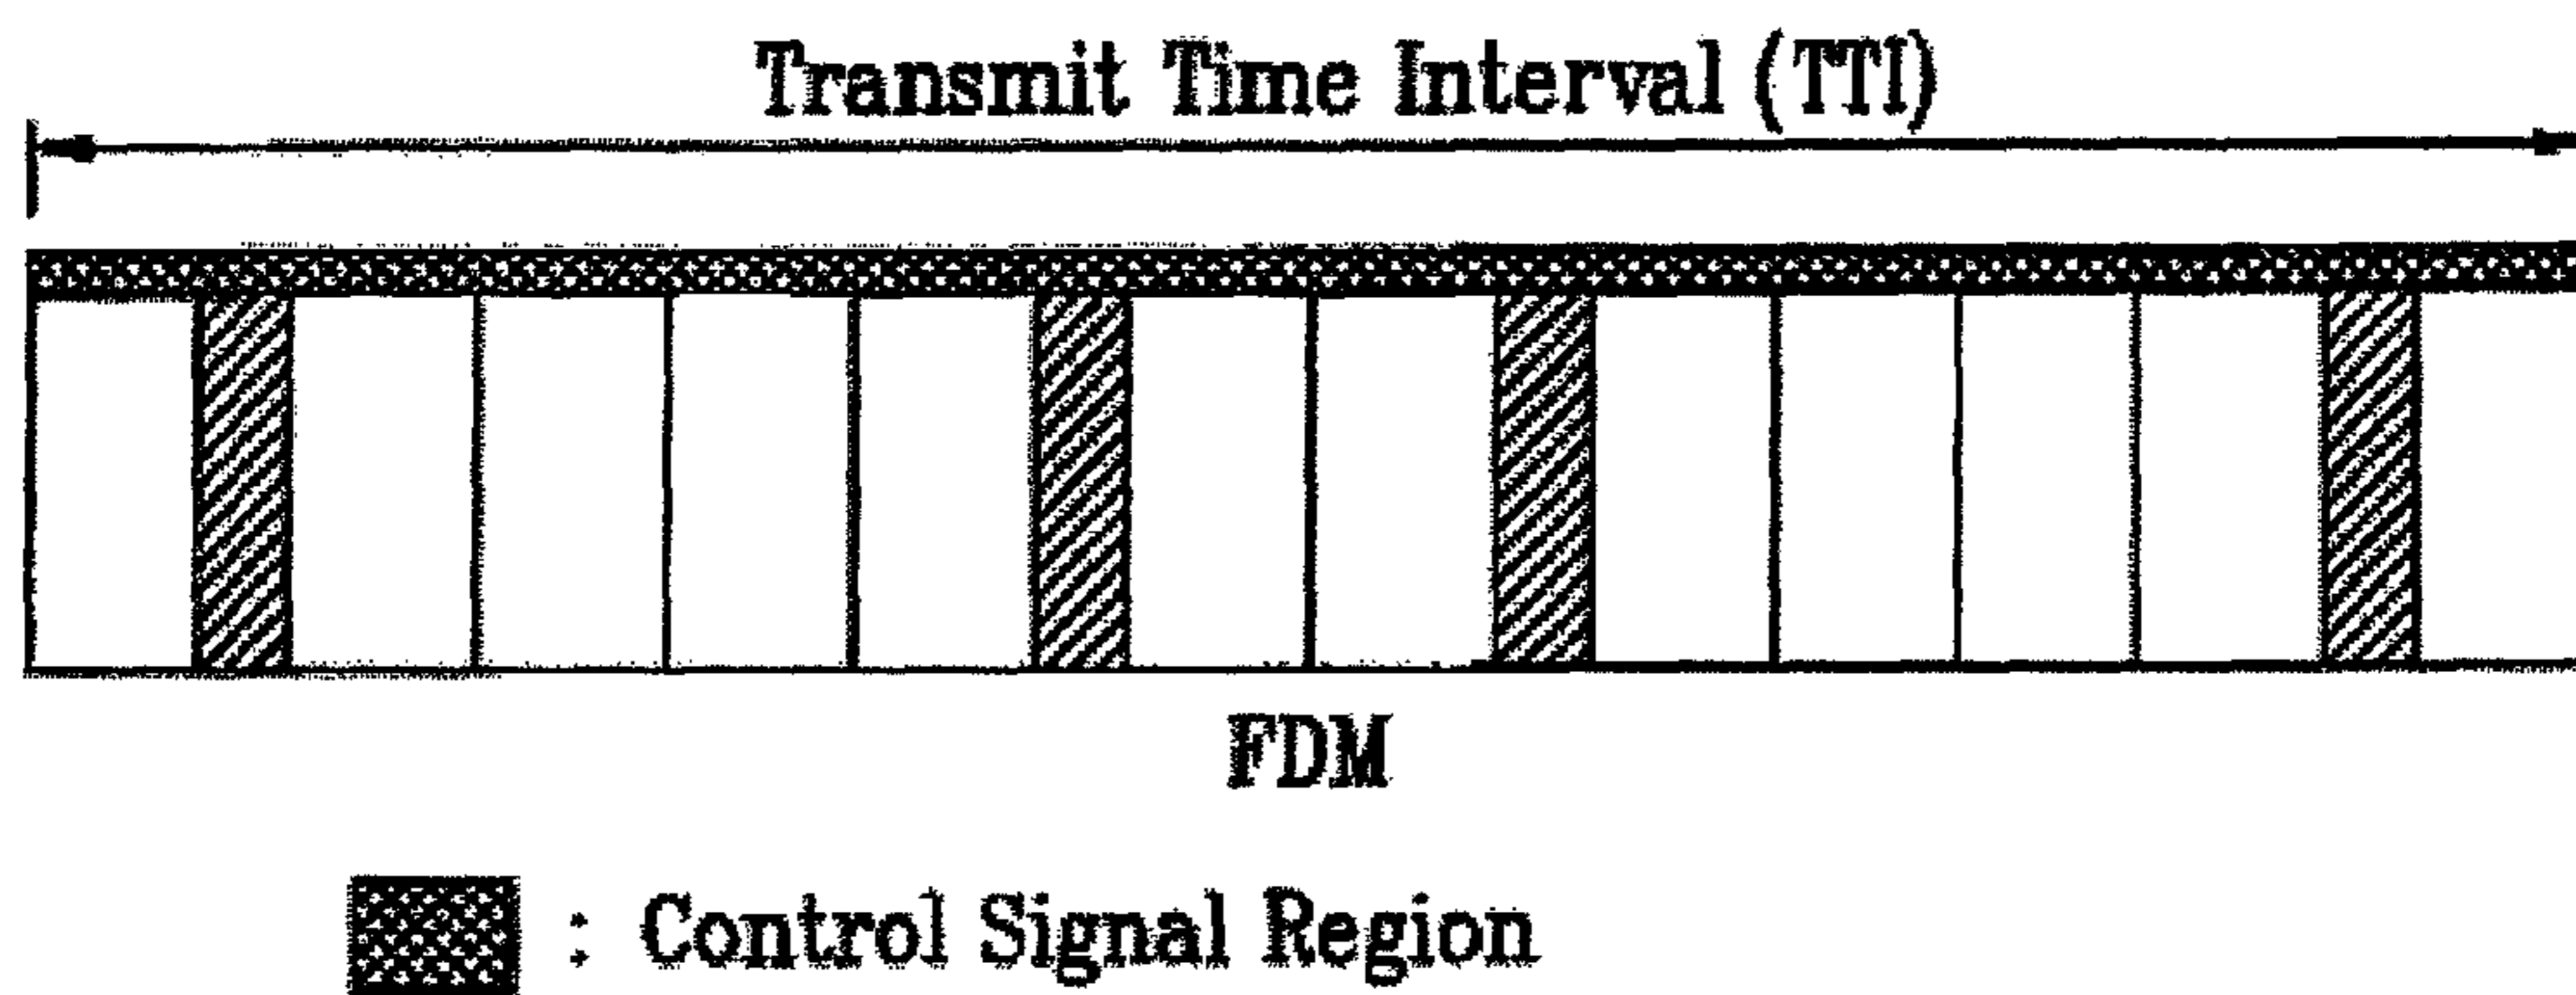 Transmit Time Interval (TTI)
FDM
: Control Signal Region